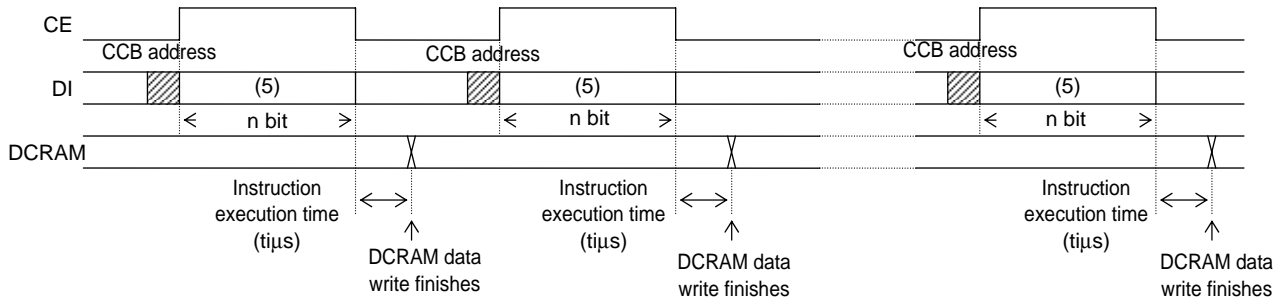 CE
CCB address CCB address CCB address
DI (5) (5) (5)
n bit n bit n bit
DCRAM
Instruction Instruction Instruction
execution time execution time execution time
(tiμs) (tiμs) (tiμs)
DCRAM data DCRAM data DCRAM data
write finishes write finishes write finishes